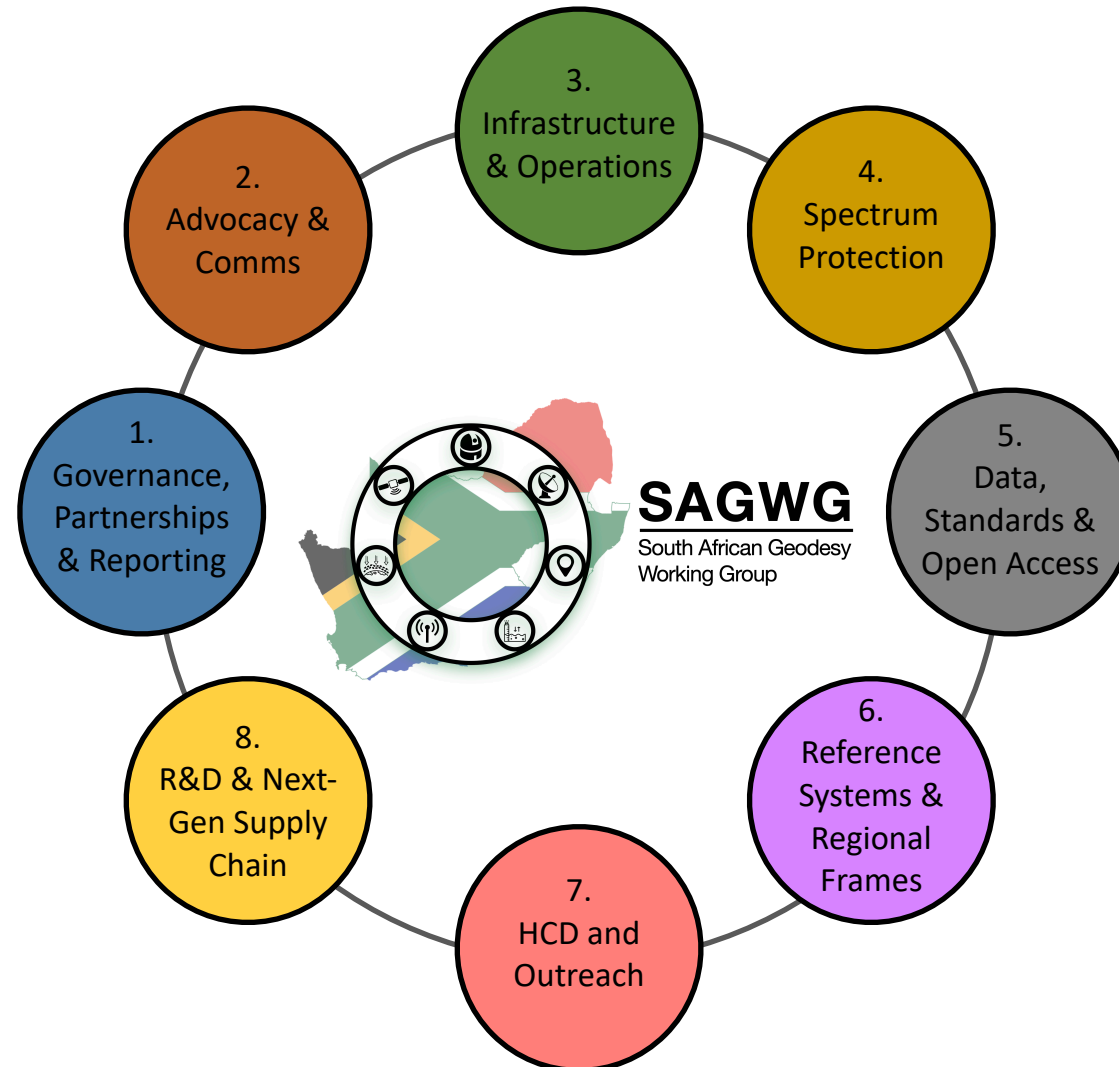 1.
Governance,
Partnerships
& Reporting
2.
Advocacy &
Comms
3.
Infrastructure
& Operations
4.
Spectrum
Protection
5.
Data,
Standards &
Open Access
6.
Reference
Systems &
Regional
Frames
7.
HCD and
Outreach
8.
R&D & Next-
Gen Supply
Chain
SAGWG
South African Geodesy
Working Group